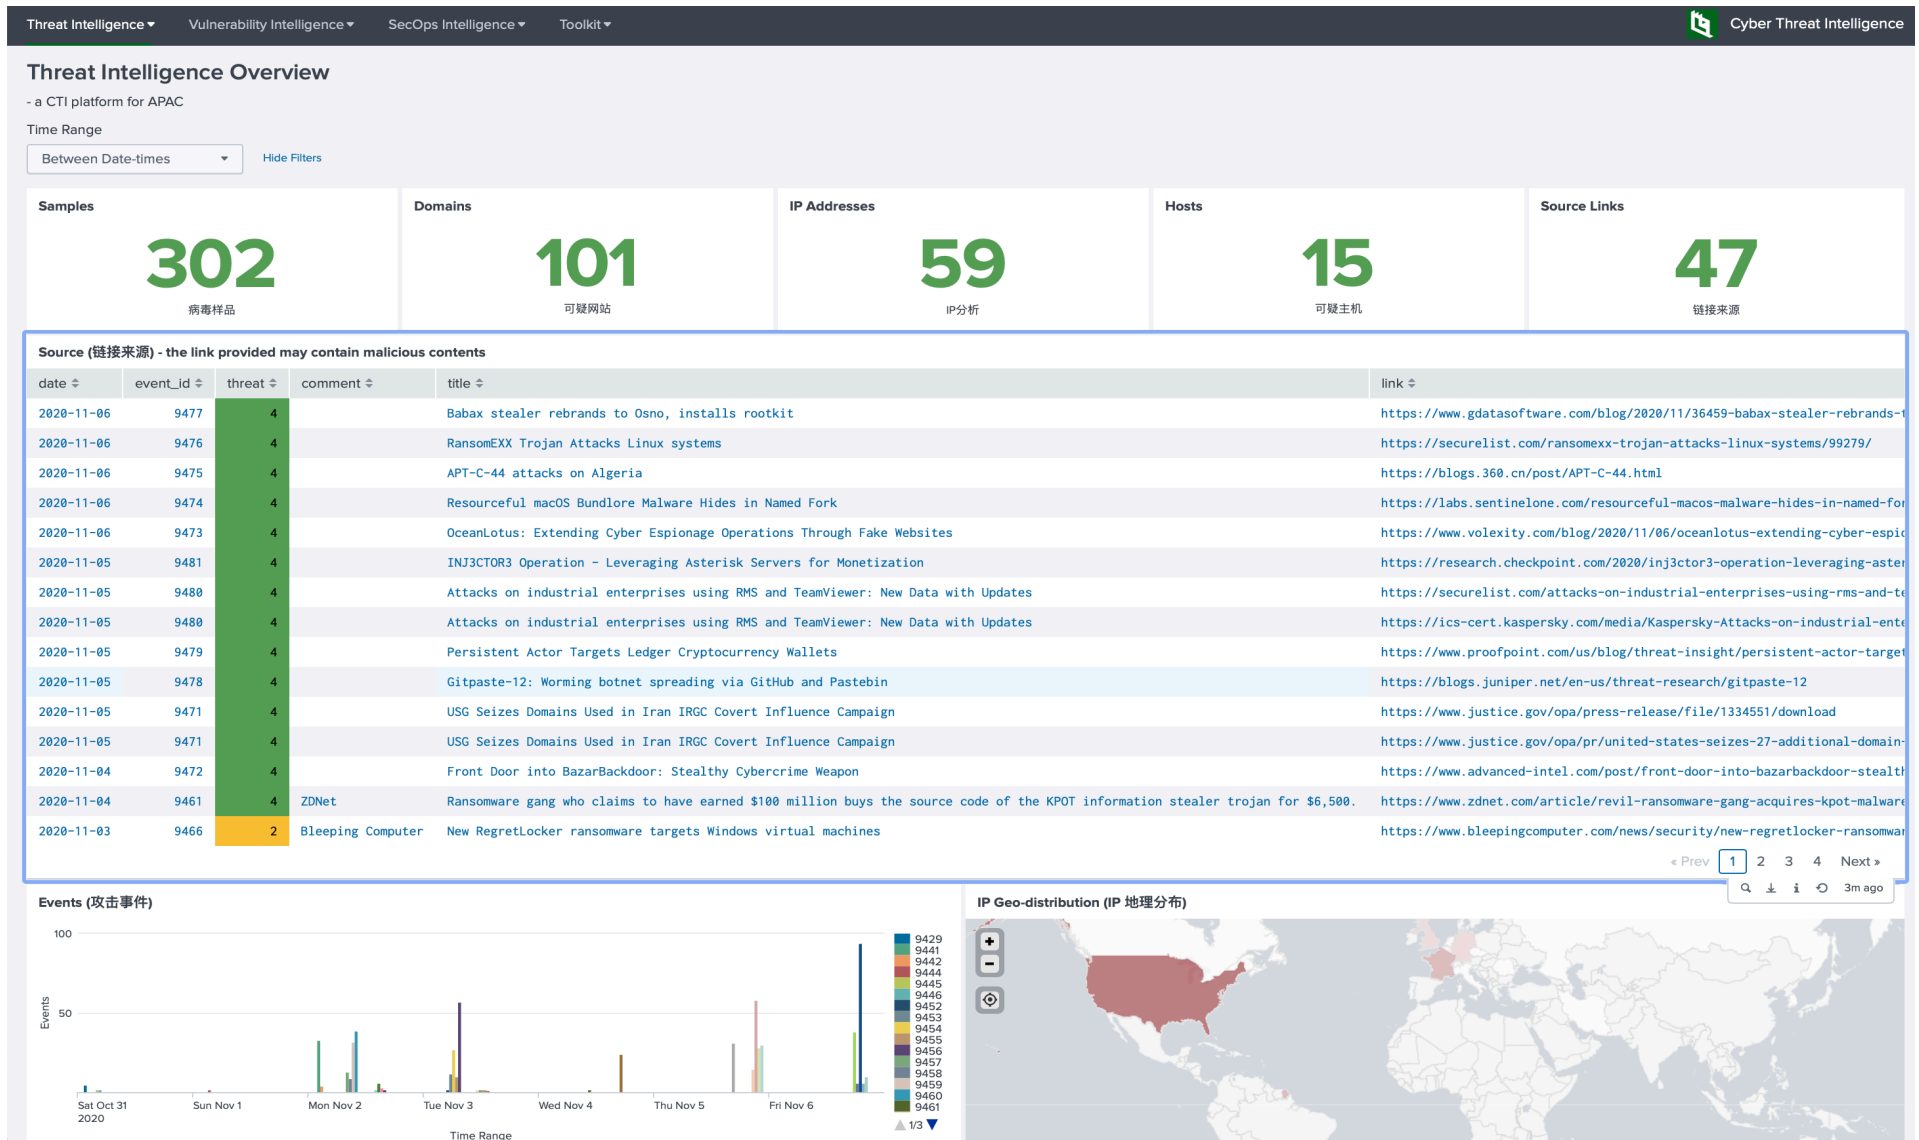 Threat Intelligence Vulnerability Intelligence SecOps Intelligence Toolkit Cyber Threat Intelligence
Threat Intelligence Overview
- a CTI platform for APAC
Time Range
Between Date-times Hide Filters
Samples Domains IP Addresses Hosts Source Links
302 101 59 15 47
病毒样品 可疑网站 IP分析 可疑主机 链接来源
Source (链接来源) - the link provided may contain malicious contents
date event_id threat comment title link
2020-11-06 9477 4 Babax stealer rebrands to Osno, installs rootkit https://www.gdatasoftware.com/blog/2020/11/36459-babax-stealer-rebrands-
2020-11-06 9476 4 RansomEXX Trojan Attacks Linux systems https://securelist.com/ransomexx-trojan-attacks-linux-systems/99279/
2020-11-06 9475 4 APT-C-44 attacks on Algeria https://blogs.360.cn/post/APT-C-44.html
2020-11-06 9474 4 Resourceful macOS Bundlore Malware Hides in Named Fork https://labs.sentinelone.com/resourceful-macos-malware-hides-in-named-for
2020-11-06 9473 4 OceanLotus: Extending Cyber Espionage Operations Through Fake Websites https://www.volexity.com/blog/2020/11/06/oceanlotus-extending-cyber-espio
2020-11-05 9481 4 INJ3CTOR3 Operation - Leveraging Asterisk Servers for Monetization https://research.checkpoint.com/2020/inj3ctor3-operation-leveraging-aster
2020-11-05 9480 4 Attacks on industrial enterprises using RMS and TeamViewer: New Data with Updates https://securelist.com/attacks-on-industrial-enterprises-using-rms-and-te
2020-11-05 9480 4 Attacks on industrial enterprises using RMS and TeamViewer: New Data with Updates https://ics-cert.kaspersky.com/media/Kaspersky-Attacks-on-industrial-ente
2020-11-05 9479 4 Persistent Actor Targets Ledger Cryptocurrency Wallets https://www.proofpoint.com/us/blog/threat-insight/persistent-actor-target
2020-11-05 9478 4 Gitpaste-12: Worming botnet spreading via GitHub and Pastebin https://blogs.juniper.net/en-us/threat-research/gitpaste-12
2020-11-05 9471 4 USG Seizes Domains Used in Iran IRGC Covert Influence Campaign https://www.justice.gov/opa/press-release/file/1334551/download
2020-11-05 9471 4 USG Seizes Domains Used in Iran IRGC Covert Influence Campaign https://www.justice.gov/opa/pr/united-states-seizes-27-additional-domain-
2020-11-04 9472 4 Front Door into BazarBackdoor: Stealthy Cybercrime Weapon https://www.advanced-intel.com/post/front-door-into-bazarbackdoor-stealth
2020-11-04 9461 4 ZDNet Ransomware gang who claims to have earned $100 million buys the source code of the KPOT information stealer trojan for $6,500. https://www.zdnet.com/article/revil-ransomware-gang-acquires-kpot-malware
2020-11-03 9466 2 Bleeping Computer New RegretLocker ransomware targets Windows virtual machines https://www.bleepingcomputer.com/news/security/new-regretlocker-ransomwar
« Prev 1 2 3 4 Next »
3m ago
Events (攻击事件)
100
50
Events
Sat Oct 31 Sun Nov 1 Mon Nov 2 Tue Nov 3 Wed Nov 4 Thu Nov 5 Fri Nov 6
2020
Time Range
9429
9441
9442
9444
9445
9446
9452
9453
9454
9455
9456
9457
9458
9459
9460
9461
1/3
IP Geo-distribution (IP 地理分布)
+
−